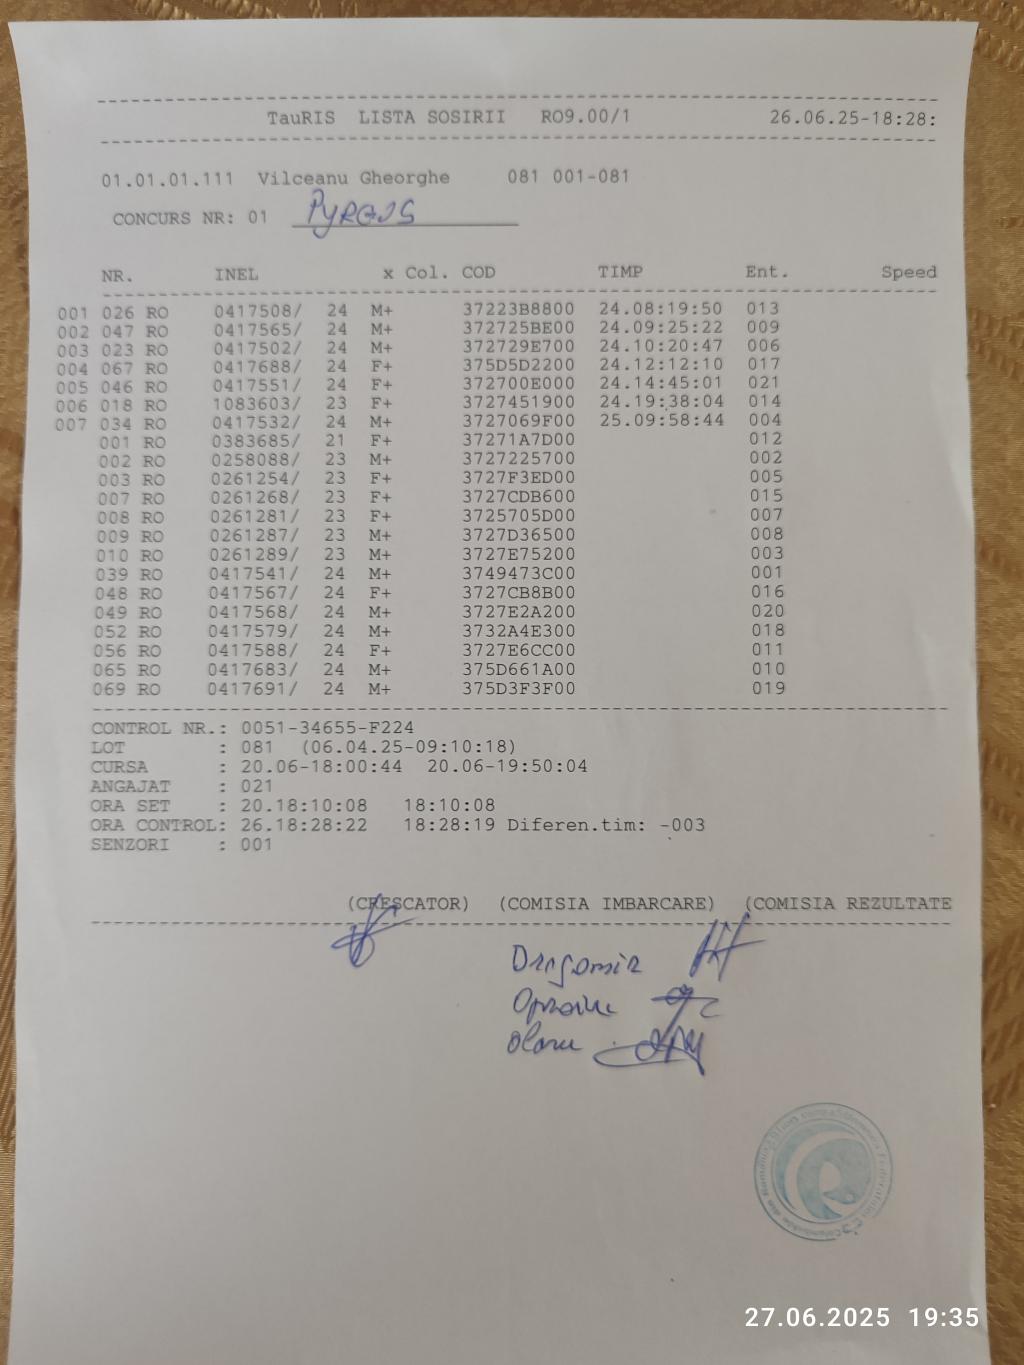 TauRIS LISTA SOSIRII RO9.00/1 26.06.25-18:28:
01.01.01.111 Vilceanu Gheorghe 081 001-081
CONCURS NR: 01 PYRGOS
NR. INEL x Col. COD TIMP Ent. Speed
001 026 RO 0417508/ 24 M+ 37223B8800 24.08:19:50 013
002 047 RO 0417565/ 24 M+ 372725BE00 24.09:25:22 009
003 023 RO 0417502/ 24 M+ 372729E700 24.10:20:47 006
004 067 RO 0417688/ 24 F+ 375D5D2200 24.12:12:10 017
005 046 RO 0417551/ 24 F+ 372700E000 24.14:45:01 021
006 018 RO 1083603/ 23 F+ 3727451900 24.19:38:04 014
007 034 RO 0417532/ 24 M+ 3727069F00 25.09:58:44 004
001 RO 0383685/ 21 F+ 37271A7D00 012
002 RO 0258088/ 23 M+ 3727225700 002
003 RO 0261254/ 23 F+ 3727F3ED00 005
007 RO 0261268/ 23 F+ 3727CDB600 015
008 RO 0261281/ 23 F+ 3725705D00 007
009 RO 0261287/ 23 M+ 3727D36500 008
010 RO 0261289/ 23 M+ 3727E75200 003
039 RO 0417541/ 24 M+ 3749473C00 001
048 RO 0417567/ 24 F+ 3727CB8B00 016
049 RO 0417568/ 24 M+ 3727E2A200 020
052 RO 0417579/ 24 M+ 3732A4E300 018
056 RO 0417588/ 24 F+ 3727E6CC00 011
065 RO 0417683/ 24 M+ 375D661A00 010
069 RO 0417691/ 24 M+ 375D3F3F00 019
CONTROL NR.: 0051-34655-F224
LOT : 081 (06.04.25-09:10:18)
CURSA : 20.06-18:00:44 20.06-19:50:04
ANGAJAT : 021
ORA SET : 20.18:10:08 18:10:08
ORA CONTROL: 26.18:28:22 18:28:19 Diferen.tim: -003
SENZORI : 001
(CRESCATOR) (COMISIA IMBARCARE) (COMISIA REZULTATE
Dragomir
Olaru
27.06.2025 19:35